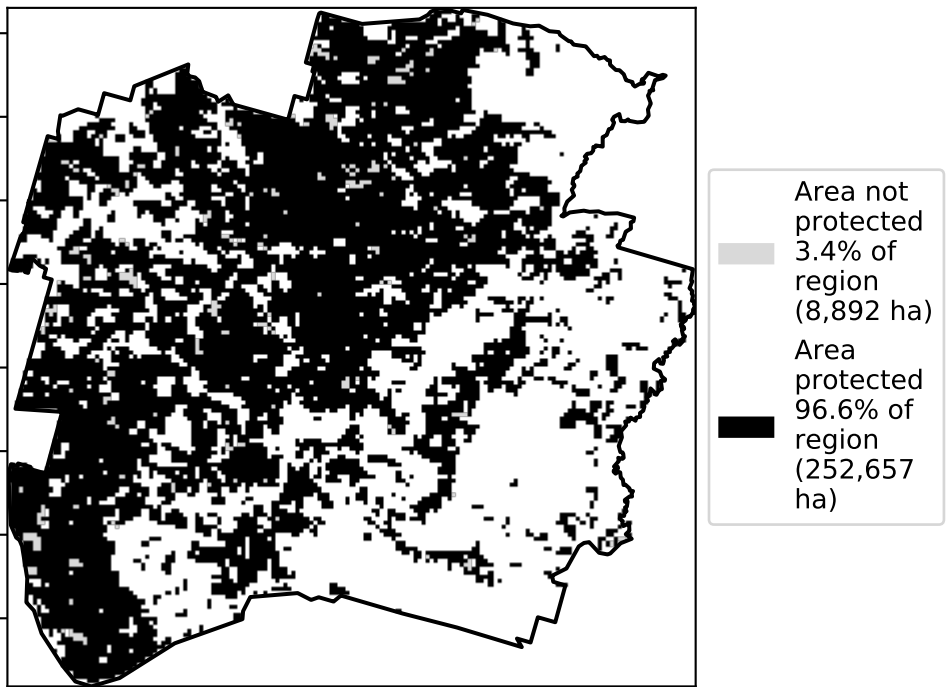 Area not
protected
3.4% of
region
(8,892 ha)
Area
protected
96.6% of
region
(252,657
ha)